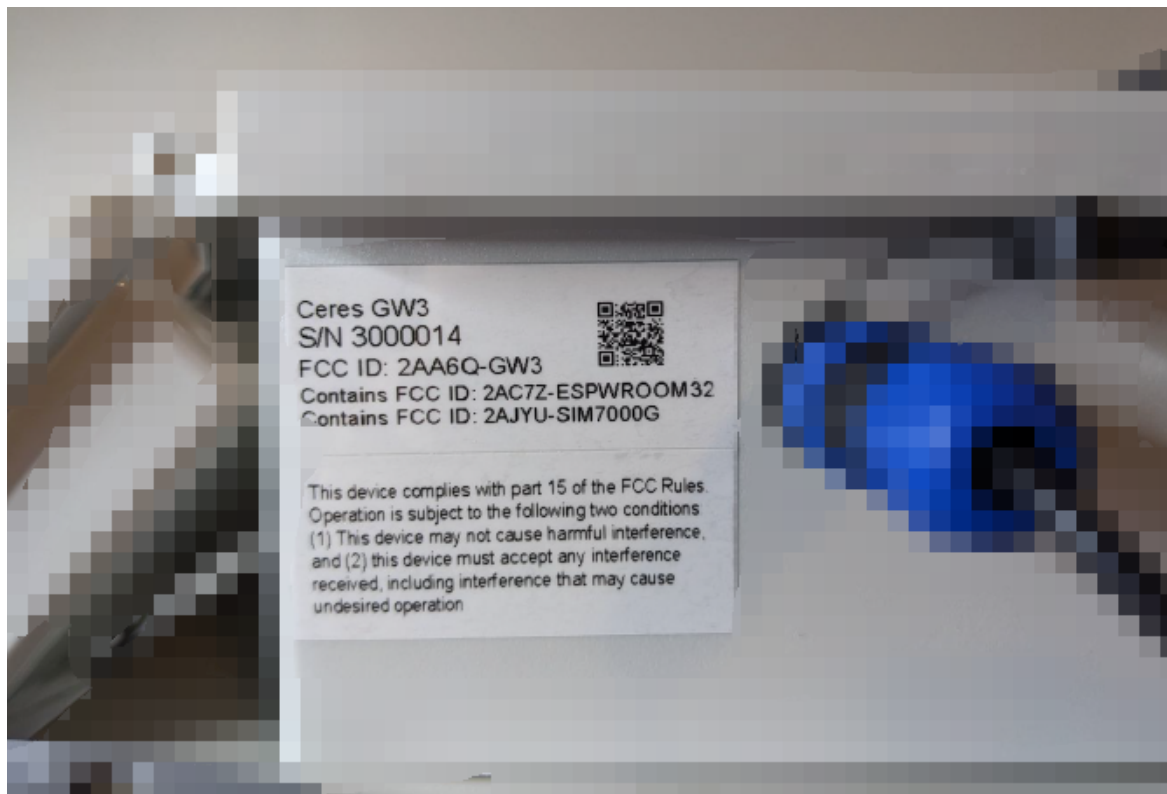 Ceres GW3
S/N 3000014
FCC ID: 2AA6Q-GW3
Contains FCC ID: 2AC7Z-ESPWROOM32
Contains FCC ID: 2AJYU-SIM7000G
This device complies with part 15 of the FCC Rules.
Operation is subject to the following two conditions
(1) This device may not cause harmful interference,
and (2) this device must accept any interference
received, including interference that may cause
undesired operation